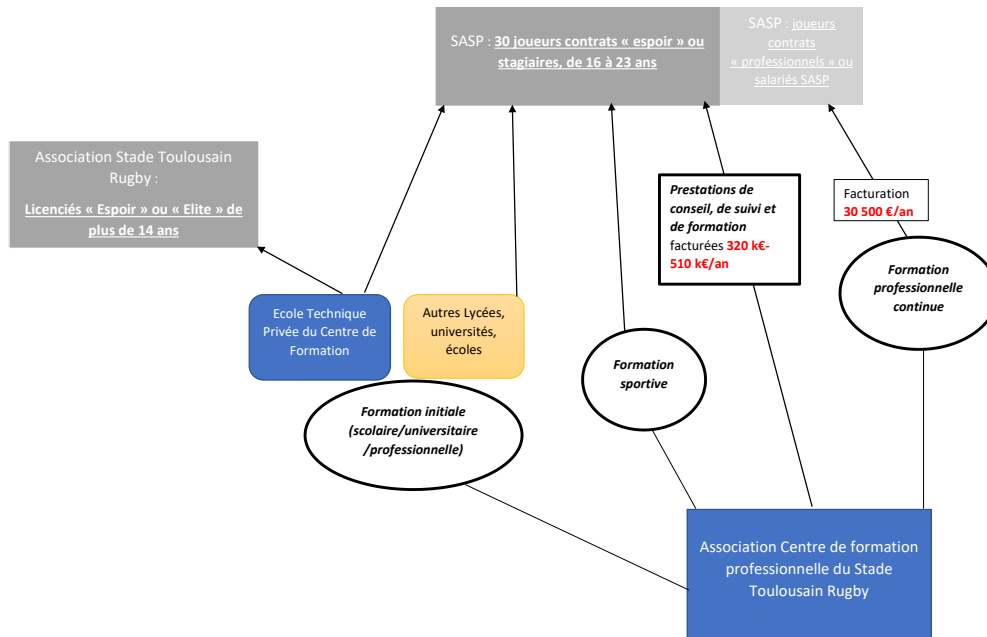 SASP : 30 joueurs contrats « espoir » ou
stagiaires, de 16 à 23 ans
SASP : joueurs
contrats
« professionnels » ou
salariés SASP
Association Stade Toulousain
Rugby :
Licenciés « Espoir » ou « Elite » de
plus de 14 ans
Prestations de
conseil, de suivi et
de formation
facturées 320 k€-
510 k€/an
Facturation
30 500 €/an
Formation
professionnelle
continue
Ecole Technique
Privée du Centre de
Formation
Autres Lycées,
universités,
écoles
Formation
sportive
Formation initiale
(scolaire/universitaire
/professionnelle)
Association Centre de formation
professionnelle du Stade
Toulousain Rugby